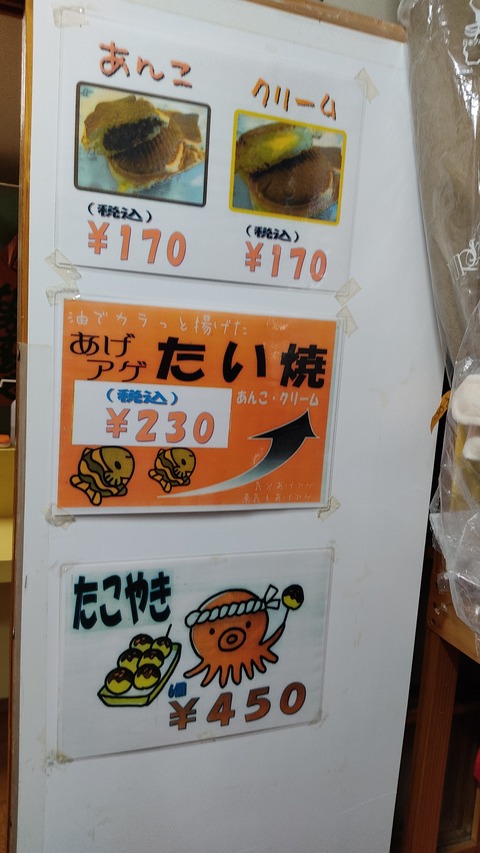 あんこ
クリーム
(税込)
¥170
(税込)
¥170
油でカラっと揚げた
あげ
アゲ
たい焼
(税込)
¥230
あんこ・クリーム
たこやき
¥450